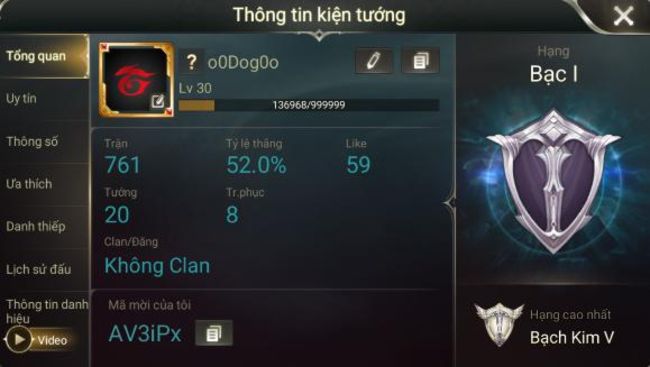 Thông tin kiện tướng
Tổng quan
Uy tín
Thông số
Ưa thích
Danh thiếp
Lịch sử đấu
Thông tin danh
hiệu
Video
? o0Dog0o
Lv 30
136968/999999
Trận
Tỷ lệ thắng
Like
761
52.0%
59
Tướng
Tr.phục
20
8
Clan/Đăng
Không Clan
Mã mời của tôi
AV3iPx
Hạng
Bạc I
Hạng cao nhất
Bạch Kim V